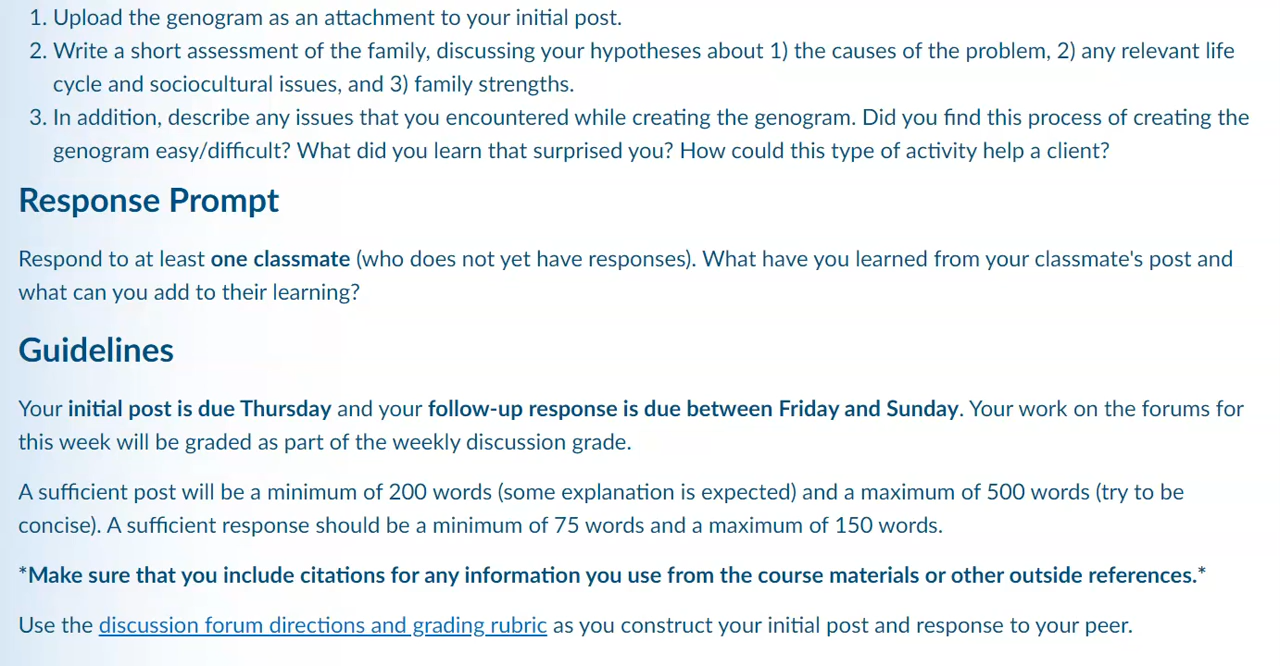 1. Upload the genogram as an attachment to your initial post.
2. Write a short assessment of the family, discussing your hypotheses about 1) the causes of the problem, 2) any relevant life
cycle and sociocultural issues, and 3) family strengths.
3. In addition, describe any issues that you encountered while creating the genogram. Did you find this process of creating the
genogram easy/difficult? What did you learn that surprised you? How could this type of activity help a client?
Response Prompt
Respond to at least one classmate (who does not yet have responses). What have you learned from your classmate's post and
what can you add to their learning?
Guidelines
Your initial post is due Thursday and your follow-up response is due between Friday and Sunday. Your work on the forums for
this week will be graded as part of the weekly discussion grade.
A sufficient post will be a minimum of 200 words (some explanation is expected) and a maximum of 500 words (try to be
concise). A sufficient response should be a minimum of 75 words and a maximum of 150 words.
*Make sure that you include citations for any information you use from the course materials or other outside references.*
Use the discussion forum directions and grading rubric as you construct your initial post and response to your peer.